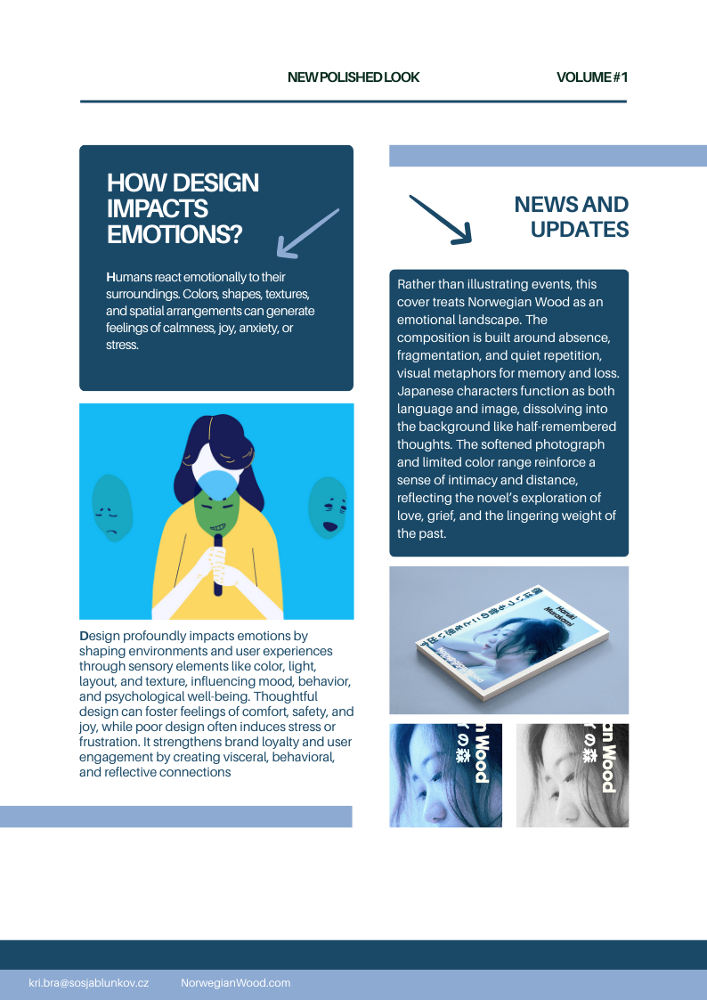 NEW POLISHED LOOK
VOLUME #1
HOW DESIGN
IMPACTS
EMOTIONS?
Humans react emotionally to their
surroundings. Colors, shapes, textures,
and spatial arrangements can generate
feelings of calmness, joy, anxiety, or
stress.
Design profoundly impacts emotions by
shaping environments and user experiences
through sensory elements like color, light,
layout, and texture, influencing mood, behavior,
and psychological well-being. Thoughtful
design can foster feelings of comfort, safety, and
joy, while poor design often induces stress or
frustration. It strengthens brand loyalty and user
engagement by creating visceral, behavioral,
and reflective connections
NEWS AND
UPDATES
Rather than illustrating events, this
cover treats Norwegian Wood as an
emotional landscape. The
composition is built around absence,
fragmentation, and quiet repetition,
visual metaphors for memory and loss.
Japanese characters function as both
language and image, dissolving into
the background like half-remembered
thoughts. The softened photograph
and limited color range reinforce a
sense of intimacy and distance,
reflecting the novel’s exploration of
love, grief, and the lingering weight of
the past.
Haruki
Murakami
Norwegian Wood
n Wood
の森
an Wood
の森
kri.bra@sosjablunkov.cz
NorwegianWood.com